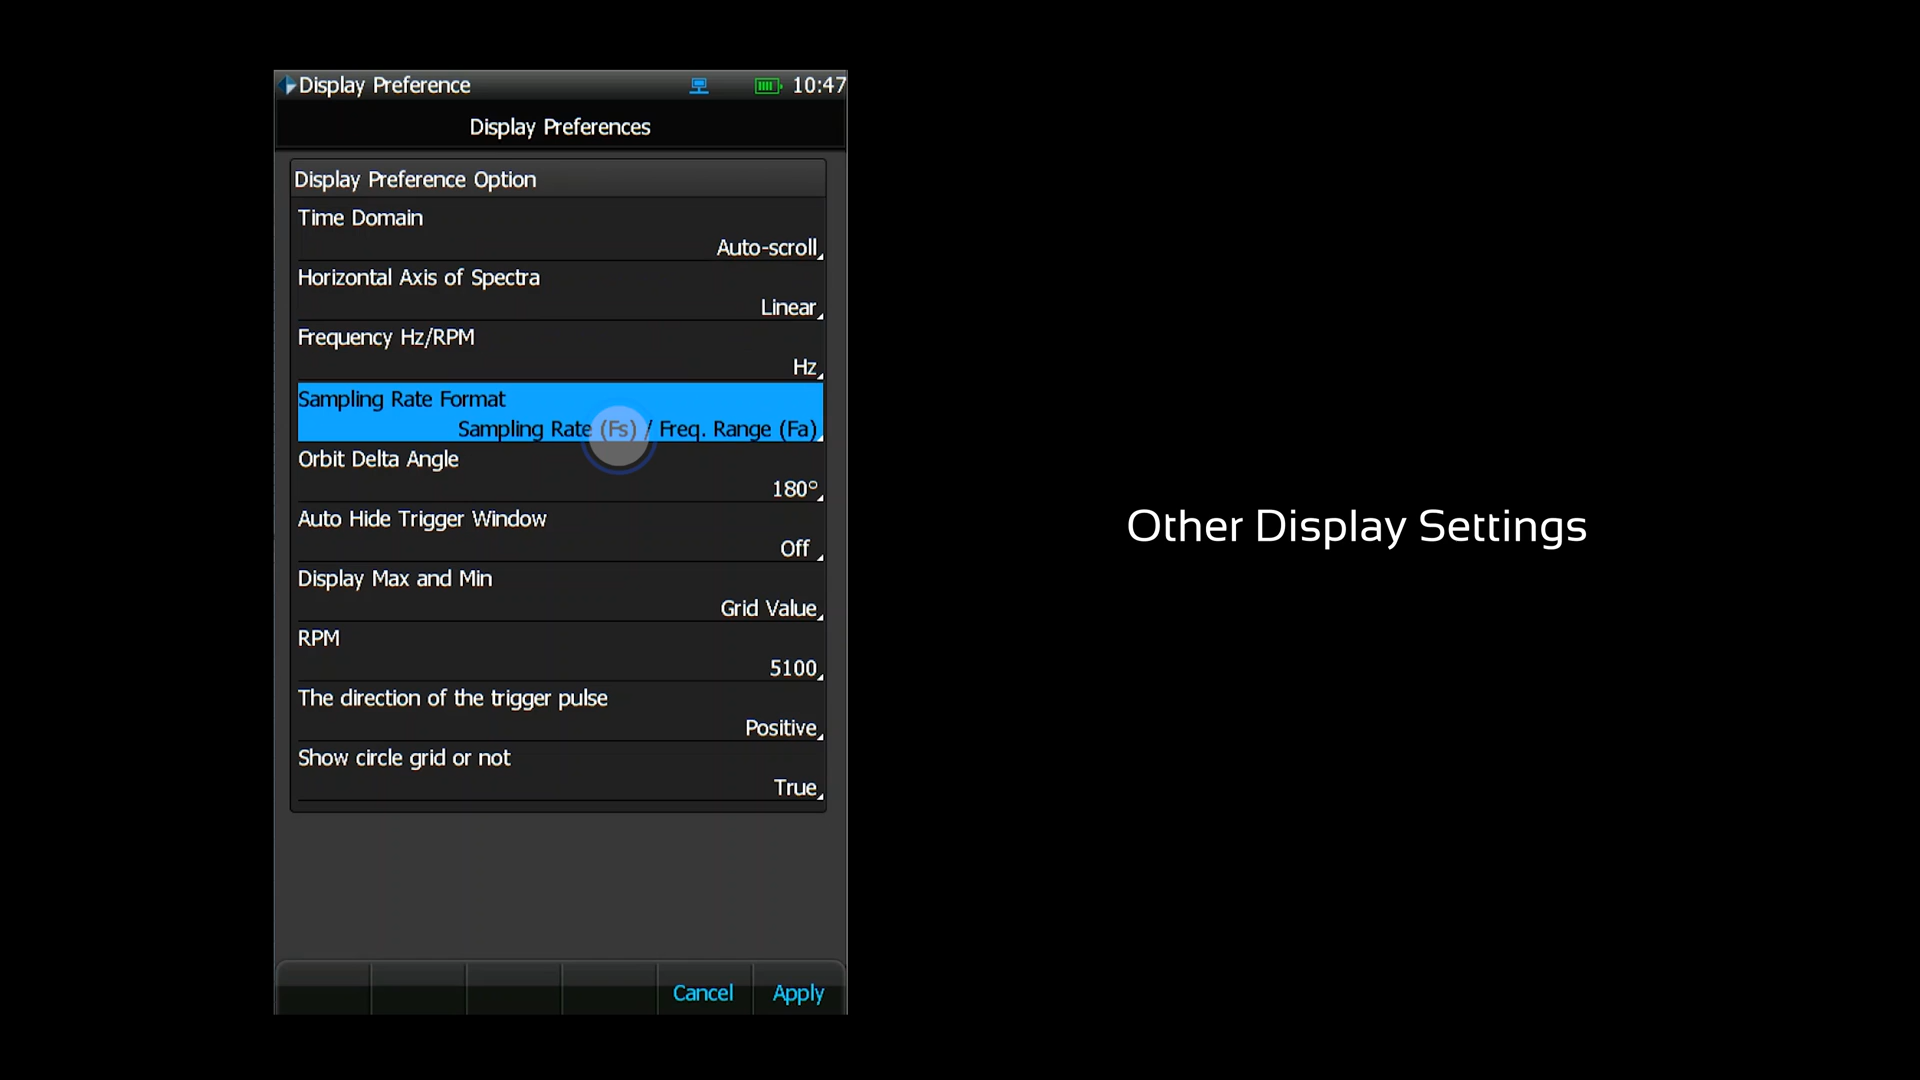 Display Preference
10:47
Display Preferences
Display Preference Option
Time Domain
Auto-scroll
Horizontal Axis of Spectra
Linear
Frequency Hz/RPM
Hz
Sampling Rate Format
Sampling Rate (Fs) / Freq. Range (Fa)
Orbit Delta Angle
180°
Auto Hide Trigger Window
Off
Display Max and Min
Grid Value
RPM
5100
The direction of the trigger pulse
Positive
Show circle grid or not
True
Cancel
Apply
Other Display Settings